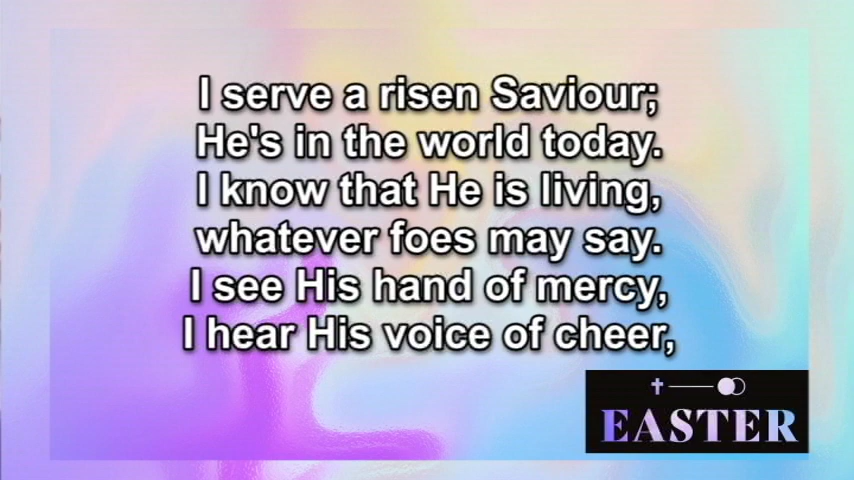 I serve a risen Saviour;
He's in the world today.
I know that He is living,
whatever foes may say.
I see His hand of mercy,
I hear His voice of cheer,
EASTER